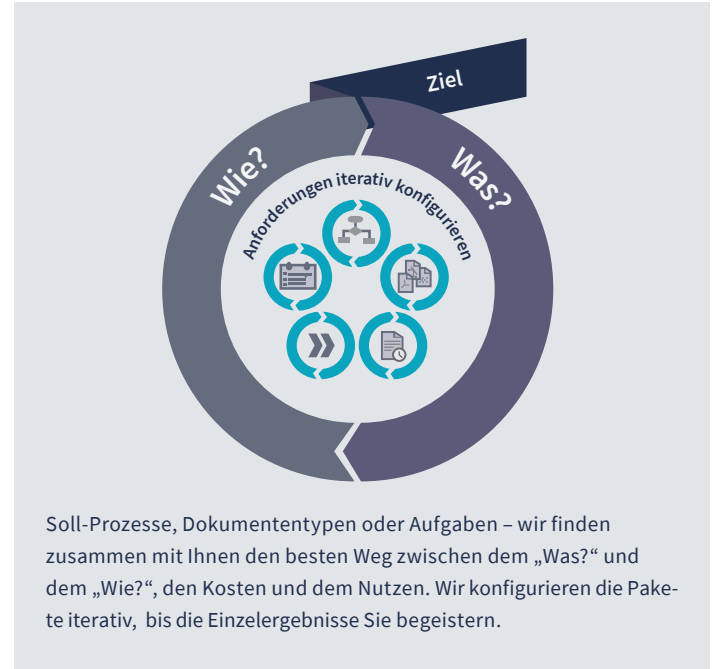 Ziel
Wie?
Was?
Anforderungen iterativ konfigurieren
Soll-Prozesse, Dokumententypen oder Aufgaben – wir finden
zusammen mit Ihnen den besten Weg zwischen dem „Was?“ und
dem „Wie?“, den Kosten und dem Nutzen. Wir konfigurieren die Pake-
te iterativ, bis die Einzelergebnisse Sie begeistern.